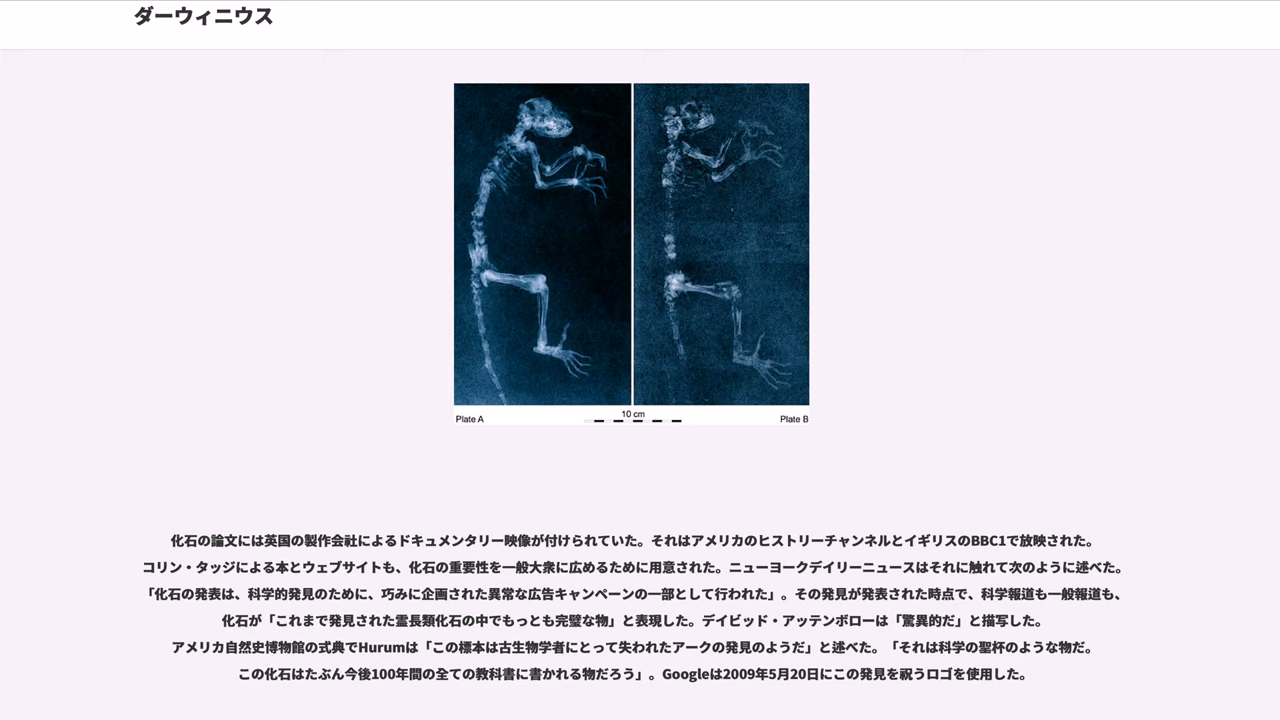 ダーウィニウス
10 cm
Plate A
Plate B
化石の論文には英国の製作会社によるドキュメンタリー映像が付けられていた。それはアメリカのヒストリーチャンネルとイギリスのBBC1で放映された。
コリン・タッジによる本とウェブサイトも、化石の重要性を一般大衆に広めるために用意された。ニューヨークデイリーニュースはそれに触れて次のように述べた。
「化石の発表は、科学的発見のために、巧みに企画された異常な広告キャンペーンの一部として行われた」。その発見が発表された時点で、科学報道も一般報道も、
化石が「これまで発見された霊長類化石の中でもっとも完璧な物」と表現した。デイビッド・アッテンボローは「驚異的だ」と描写した。
アメリカ自然史博物館の式典でHurumは「この標本は古生物学者にとって失われたアークの発見のようだ」と述べた。「それは科学の聖杯のような物だ。
この化石はたぶん今後100年間の全ての教科書に書かれる物だろう」。Googleは2009年5月20日にこの発見を祝うロゴを使用した。